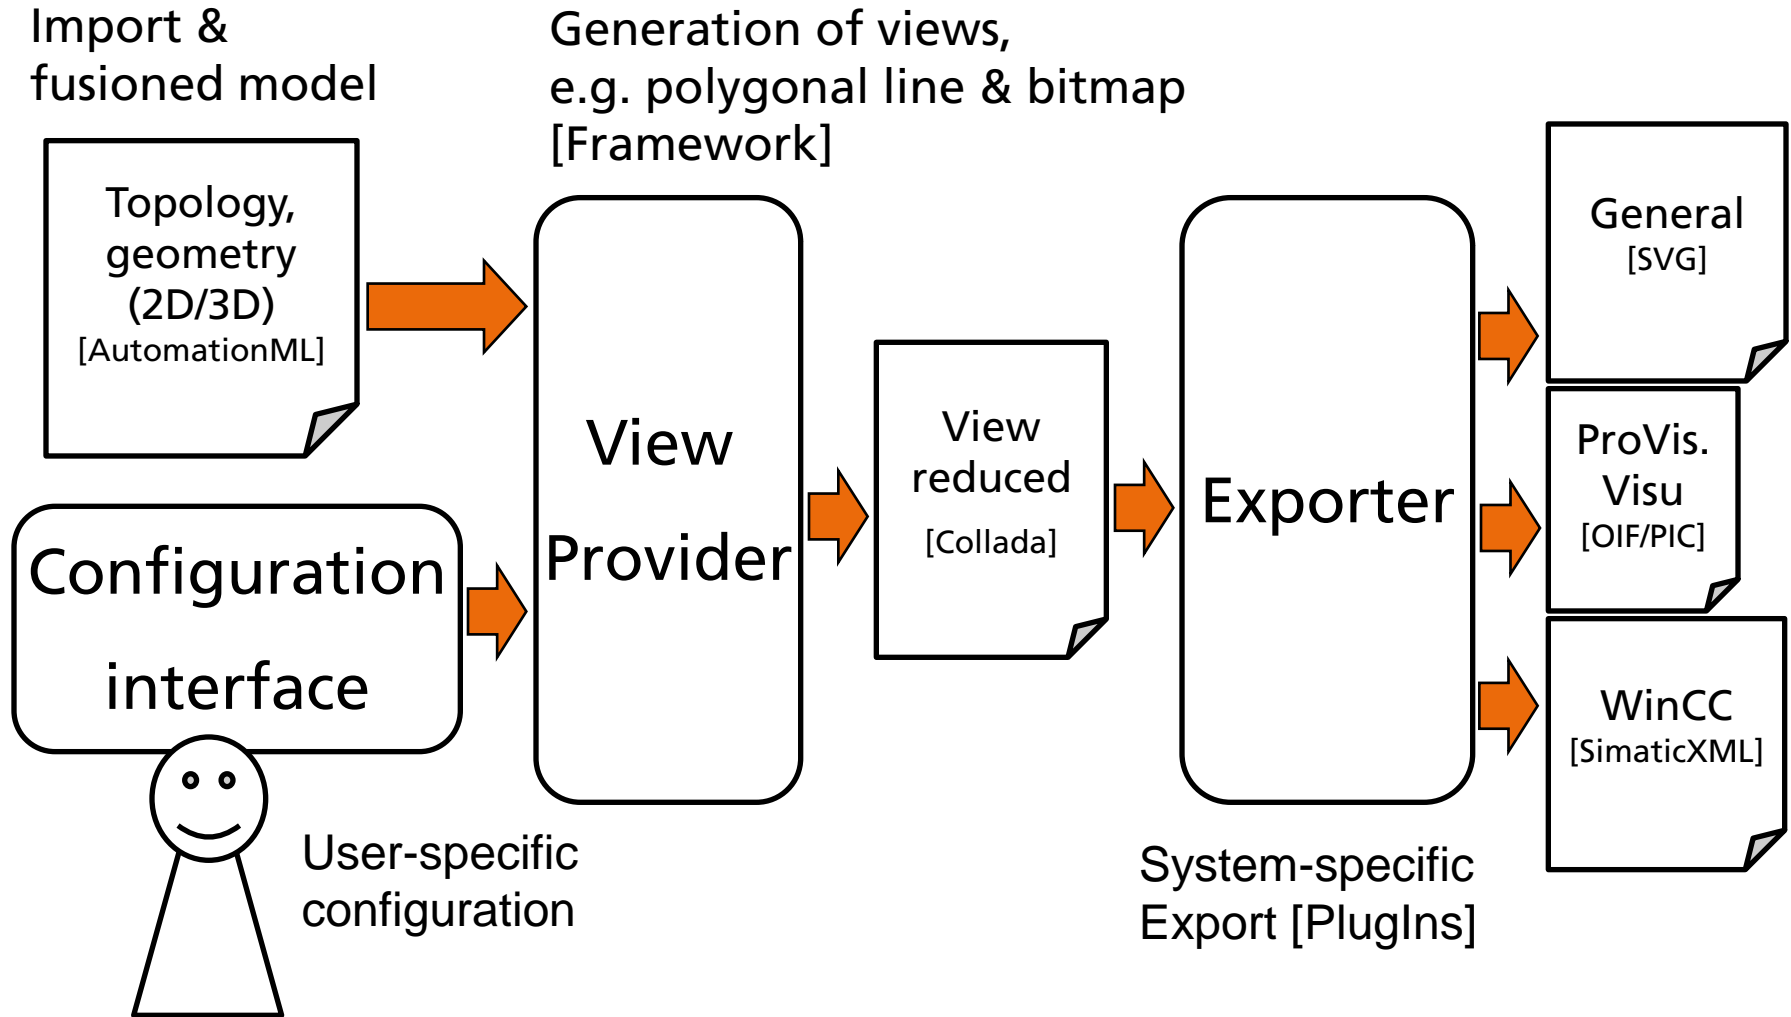 Import &
fusioned model
Generation of views,
e.g. polygonal line & bitmap
[Framework]
Topology,
geometry
(2D/3D)
[AutomationML]
Configuration
interface
User-specific
configuration
View
Provider
View
reduced
[Collada]
Exporter
System-specific
Export [PlugIns]
General
[SVG]
ProVis.
Visu
[OIF/PIC]
WinCC
[SimaticXML]